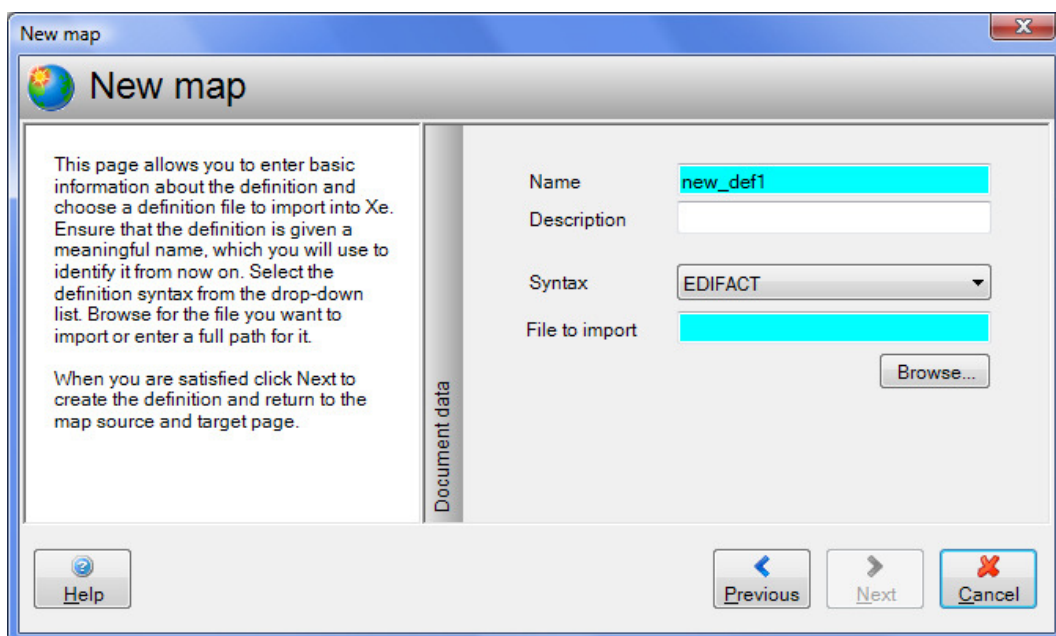 New map
New map
This page allows you to enter basic
information about the definition and
choose a definition file to import into Xe.
Ensure that the definition is given a
meaningful name, which you will use to
identify it from now on. Select the
definition syntax from the drop-down
list. Browse for the file you want to
import or enter a full path for it.
When you are satisfied click Next to
create the definition and return to the
map source and target page.
Document data
Name
new_def1
Description
Syntax
EDIFACT
File to import
Browse...
Help
Previous
Next
Cancel